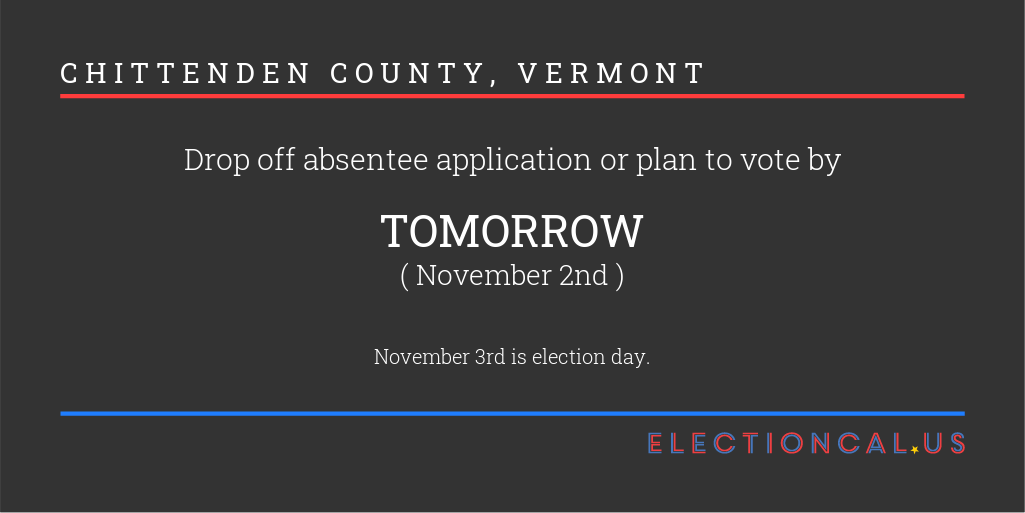 CHITTENDEN COUNTY, VERMONT
Drop off absentee application or plan to vote by
TOMORROW
( November 2nd )
November 3rd is election day.
ELECTIONCAL.US